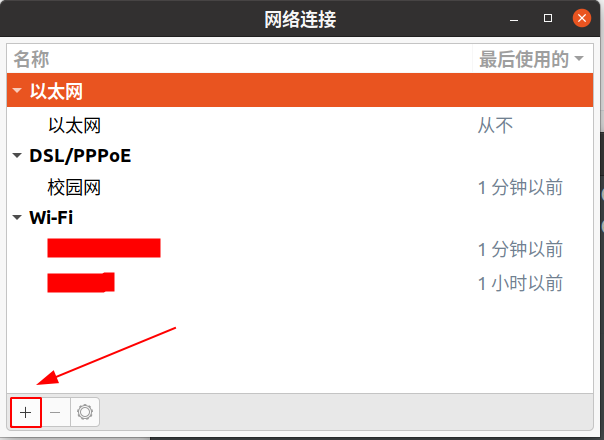 网络连接
名称 最后使用的
以太网
以太网 从不
DSL/PPPoE
校园网 1 分钟以前
Wi-Fi
1 分钟以前
1 小时以前